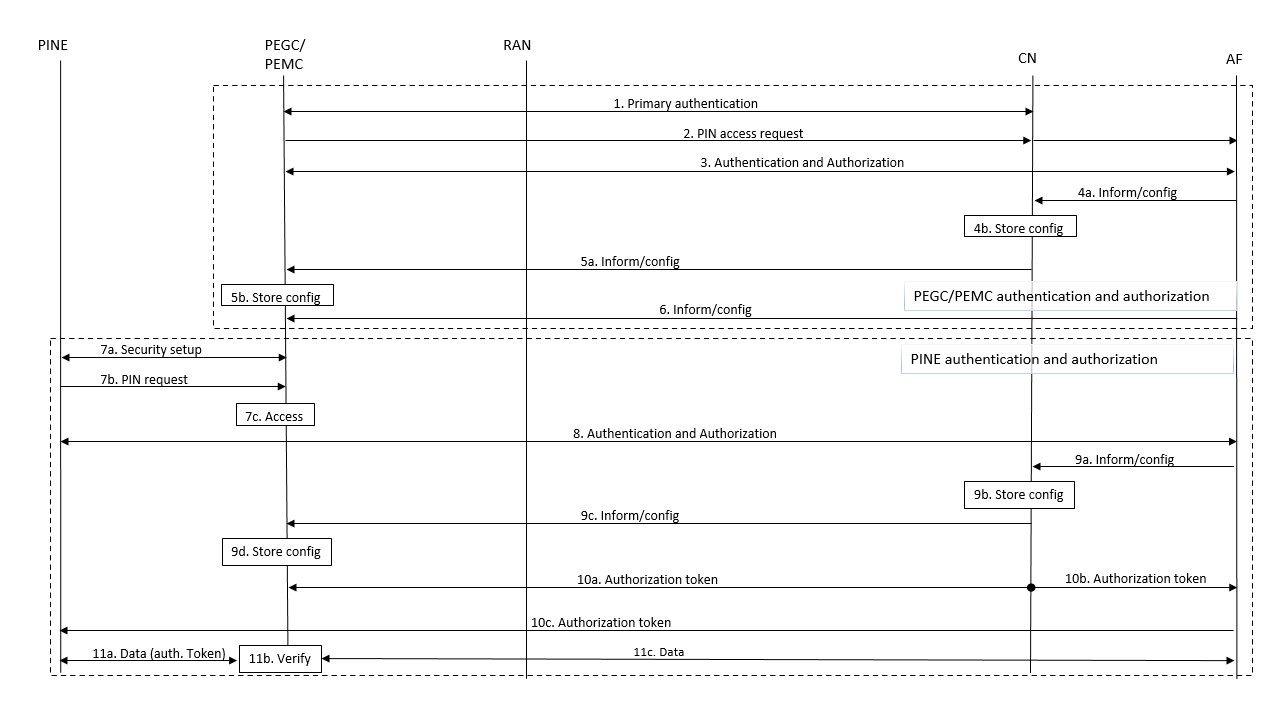 PINE
PEGC/
PEMC
RAN
CN
AF
1. Primary authentication
2. PIN access request
3. Authentication and Authorization
4a. Inform/config
4b. Store config
5a. Inform/config
5b. Store config
PEGC/PEMC authentication and authorization
6. Inform/config
7a. Security setup
PINE authentication and authorization
7b. PIN request
7c. Access
8. Authentication and Authorization
9a. Inform/config
9b. Store config
9c. Inform/config
9d. Store config
10a. Authorization token
10b. Authorization token
10c. Authorization token
11a. Data (auth. Token)
11b. Verify
11c. Data